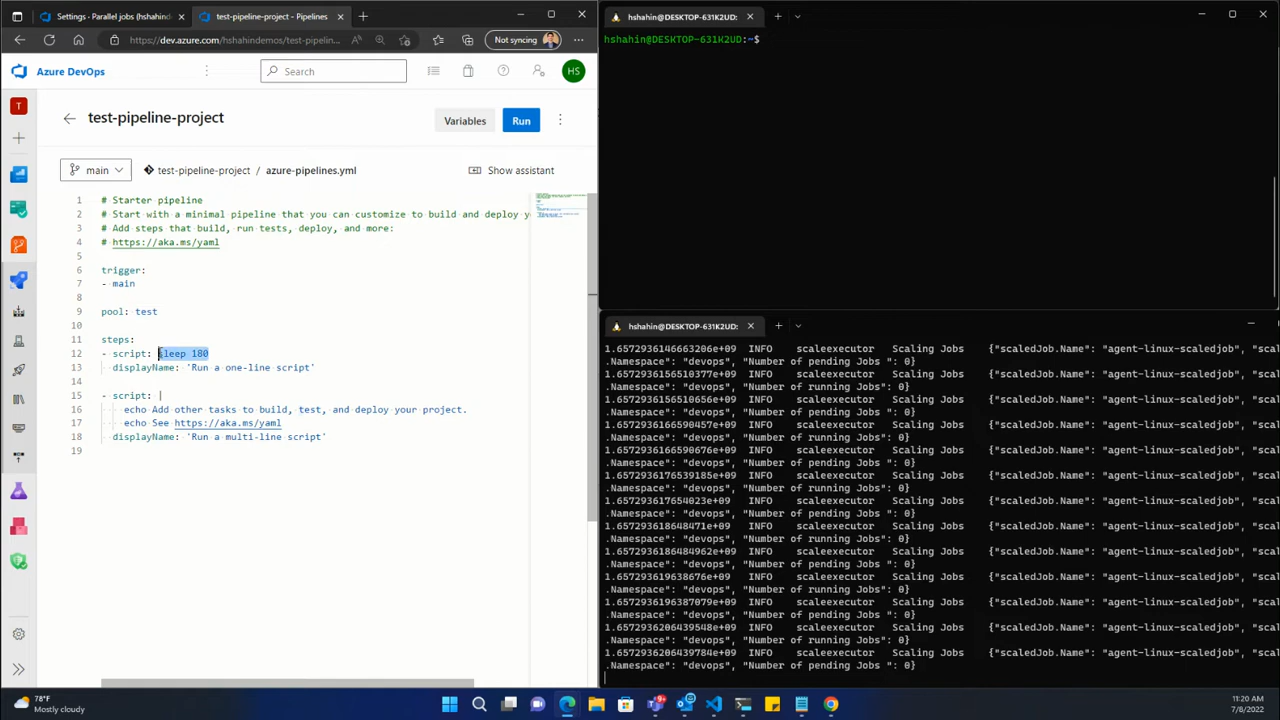 Settings - Parallel jobs (hshahind
test-pipeline-project - Pipelines
https://dev.azure.com/hshahindemos/test-pipelin...
Not syncing
Azure DevOps
Search
HS
T
test-pipeline-project
Variables
Run
main
test-pipeline-project / azure-pipelines.yml
Show assistant
1 # Starter pipeline
2 # Start with a minimal pipeline that you can customize to build and deploy y
3 # Add steps that build, run tests, deploy, and more:
4 # https://aka.ms/yaml
5
6 trigger:
7 - main
8
9 pool: test
10
11 steps:
12 - script: sleep 180
13 displayName: 'Run a one-line script'
14
15 - script: |
16 echo Add other tasks to build, test, and deploy your project.
17 echo See https://aka.ms/yaml
18 displayName: 'Run a multi-line script'
19
78°F
Mostly cloudy
hshahin@DESKTOP-631K2UD:
hshahin@DESKTOP-631K2UD:~$
hshahin@DESKTOP-631K2UD:
1.6572936146663206e+09 INFO scaleexecutor Scaling Jobs {"scaledJob.Name": "agent-linux-scaledjob", "sca
.Namespace": "devops", "Number of pending Jobs ": 0}
1.6572936156510377e+09 INFO scaleexecutor Scaling Jobs {"scaledJob.Name": "agent-linux-scaledjob", "sca
.Namespace": "devops", "Number of running Jobs": 0}
1.6572936156510656e+09 INFO scaleexecutor Scaling Jobs {"scaledJob.Name": "agent-linux-scaledjob", "sca
.Namespace": "devops", "Number of pending Jobs ": 0}
1.6572936166590457e+09 INFO scaleexecutor Scaling Jobs {"scaledJob.Name": "agent-linux-scaledjob", "sca
.Namespace": "devops", "Number of running Jobs": 0}
1.6572936166590676e+09 INFO scaleexecutor Scaling Jobs {"scaledJob.Name": "agent-linux-scaledjob", "sca
.Namespace": "devops", "Number of pending Jobs ": 0}
1.6572936176539185e+09 INFO scaleexecutor Scaling Jobs {"scaledJob.Name": "agent-linux-scaledjob", "sca
.Namespace": "devops", "Number of running Jobs": 0}
1.657293617654023e+09 INFO scaleexecutor Scaling Jobs {"scaledJob.Name": "agent-linux-scaledjob", "sca
.Namespace": "devops", "Number of pending Jobs ": 0}
1.657293618648471e+09 INFO scaleexecutor Scaling Jobs {"scaledJob.Name": "agent-linux-scaledjob", "sca
.Namespace": "devops", "Number of running Jobs": 0}
1.6572936186484962e+09 INFO scaleexecutor Scaling Jobs {"scaledJob.Name": "agent-linux-scaledjob", "sca
.Namespace": "devops", "Number of pending Jobs ": 0}
1.657293619638676e+09 INFO scaleexecutor Scaling Jobs {"scaledJob.Name": "agent-linux-scaledjob", "sca
.Namespace": "devops", "Number of running Jobs": 0}
1.6572936196387079e+09 INFO scaleexecutor Scaling Jobs {"scaledJob.Name": "agent-linux-scaledjob", "sca
.Namespace": "devops", "Number of pending Jobs ": 0}
1.6572936206439548e+09 INFO scaleexecutor Scaling Jobs {"scaledJob.Name": "agent-linux-scaledjob", "sca
.Namespace": "devops", "Number of running Jobs": 0}
1.6572936206439784e+09 INFO scaleexecutor Scaling Jobs {"scaledJob.Name": "agent-linux-scaledjob", "sca
.Namespace": "devops", "Number of pending Jobs ": 0}
11:20 AM
7/8/2022